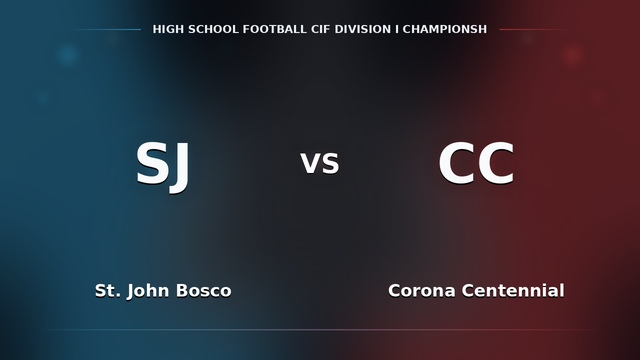 HIGH SCHOOL FOOTBALL CIF DIVISION I CHAMPIONSH
SJ VS CC
St. John Bosco Corona Centennial